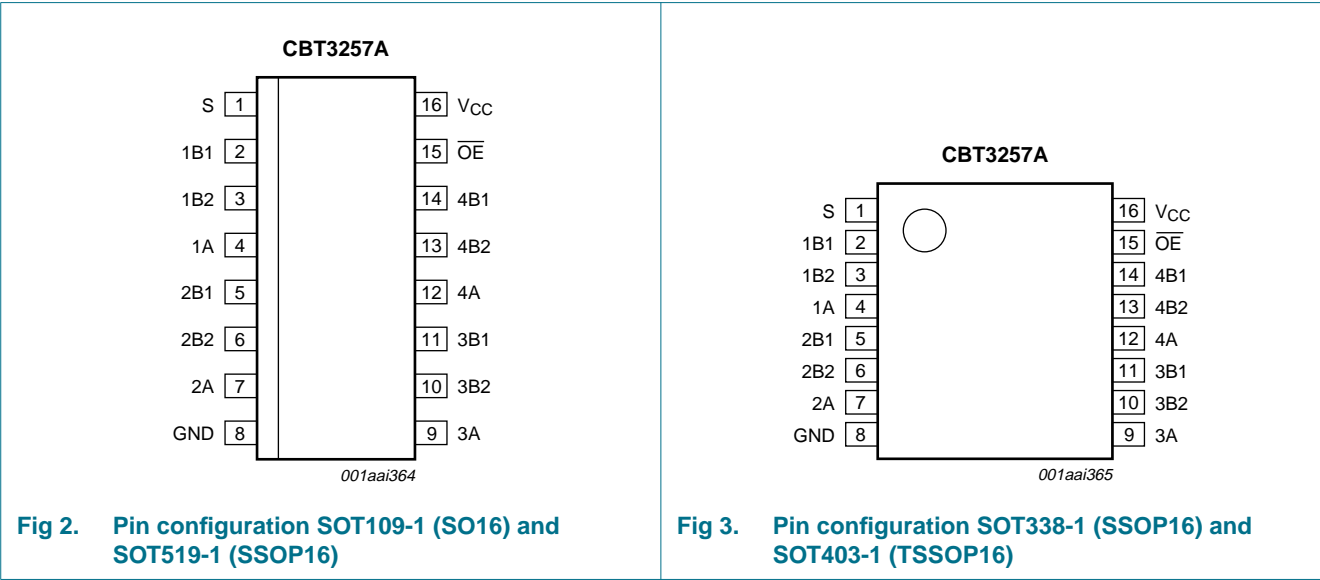 CBT3257A
S 1 16 VCC
1B1 2 15 O̅E̅
1B2 3 14 4B1
1A 4 13 4B2
2B1 5 12 4A
2B2 6 11 3B1
2A 7 10 3B2
GND 8 9 3A
001aai364
Fig 2. Pin configuration SOT109-1 (SO16) and
SOT519-1 (SSOP16)
CBT3257A
S 1 16 VCC
1B1 2 15 O̅E̅
1B2 3 14 4B1
1A 4 13 4B2
2B1 5 12 4A
2B2 6 11 3B1
2A 7 10 3B2
GND 8 9 3A
001aai365
Fig 3. Pin configuration SOT338-1 (SSOP16) and
SOT403-1 (TSSOP16)